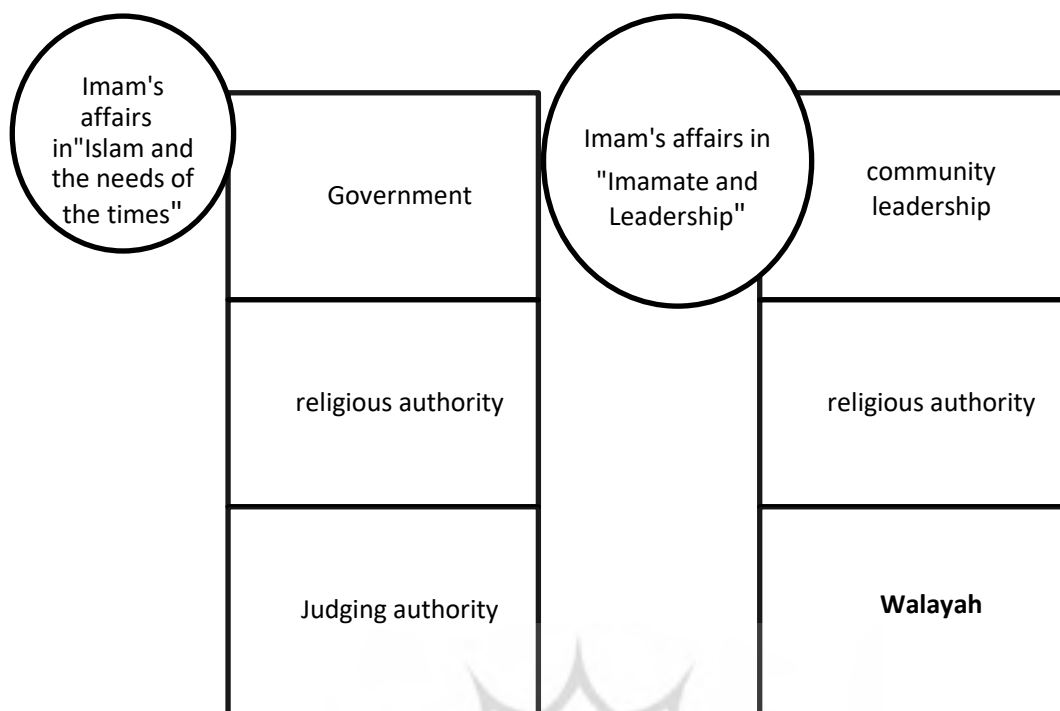 Imam's
affairs
in"Islam and
the needs of
the times"
Government
religious authority
Judging authority
Imam's affairs in
"Imamate and
Leadership"
community
leadership
religious authority
Walayah